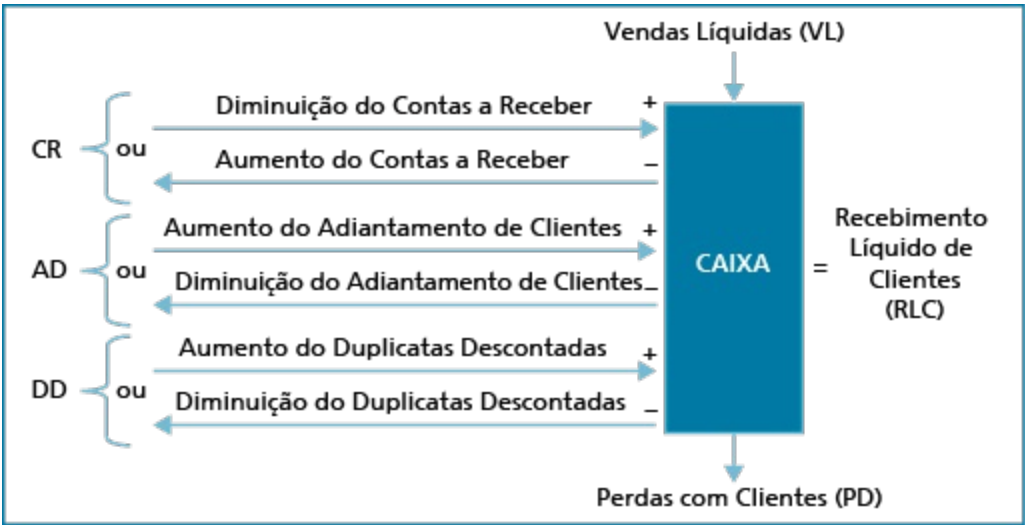 Vendas Líquidas (VL)
Diminuição do Contas a Receber +
CR ou
Aumento do Contas a Receber –
Aumento do Adiantamento de Clientes +
AD ou
Diminuição do Adiantamento de Clientes –
Aumento do Duplicatas Descontadas +
DD ou
Diminuição do Duplicatas Descontadas –
CAIXA
=
Recebimento
Líquido de
Clientes
(RLC)
Perdas com Clientes (PD)